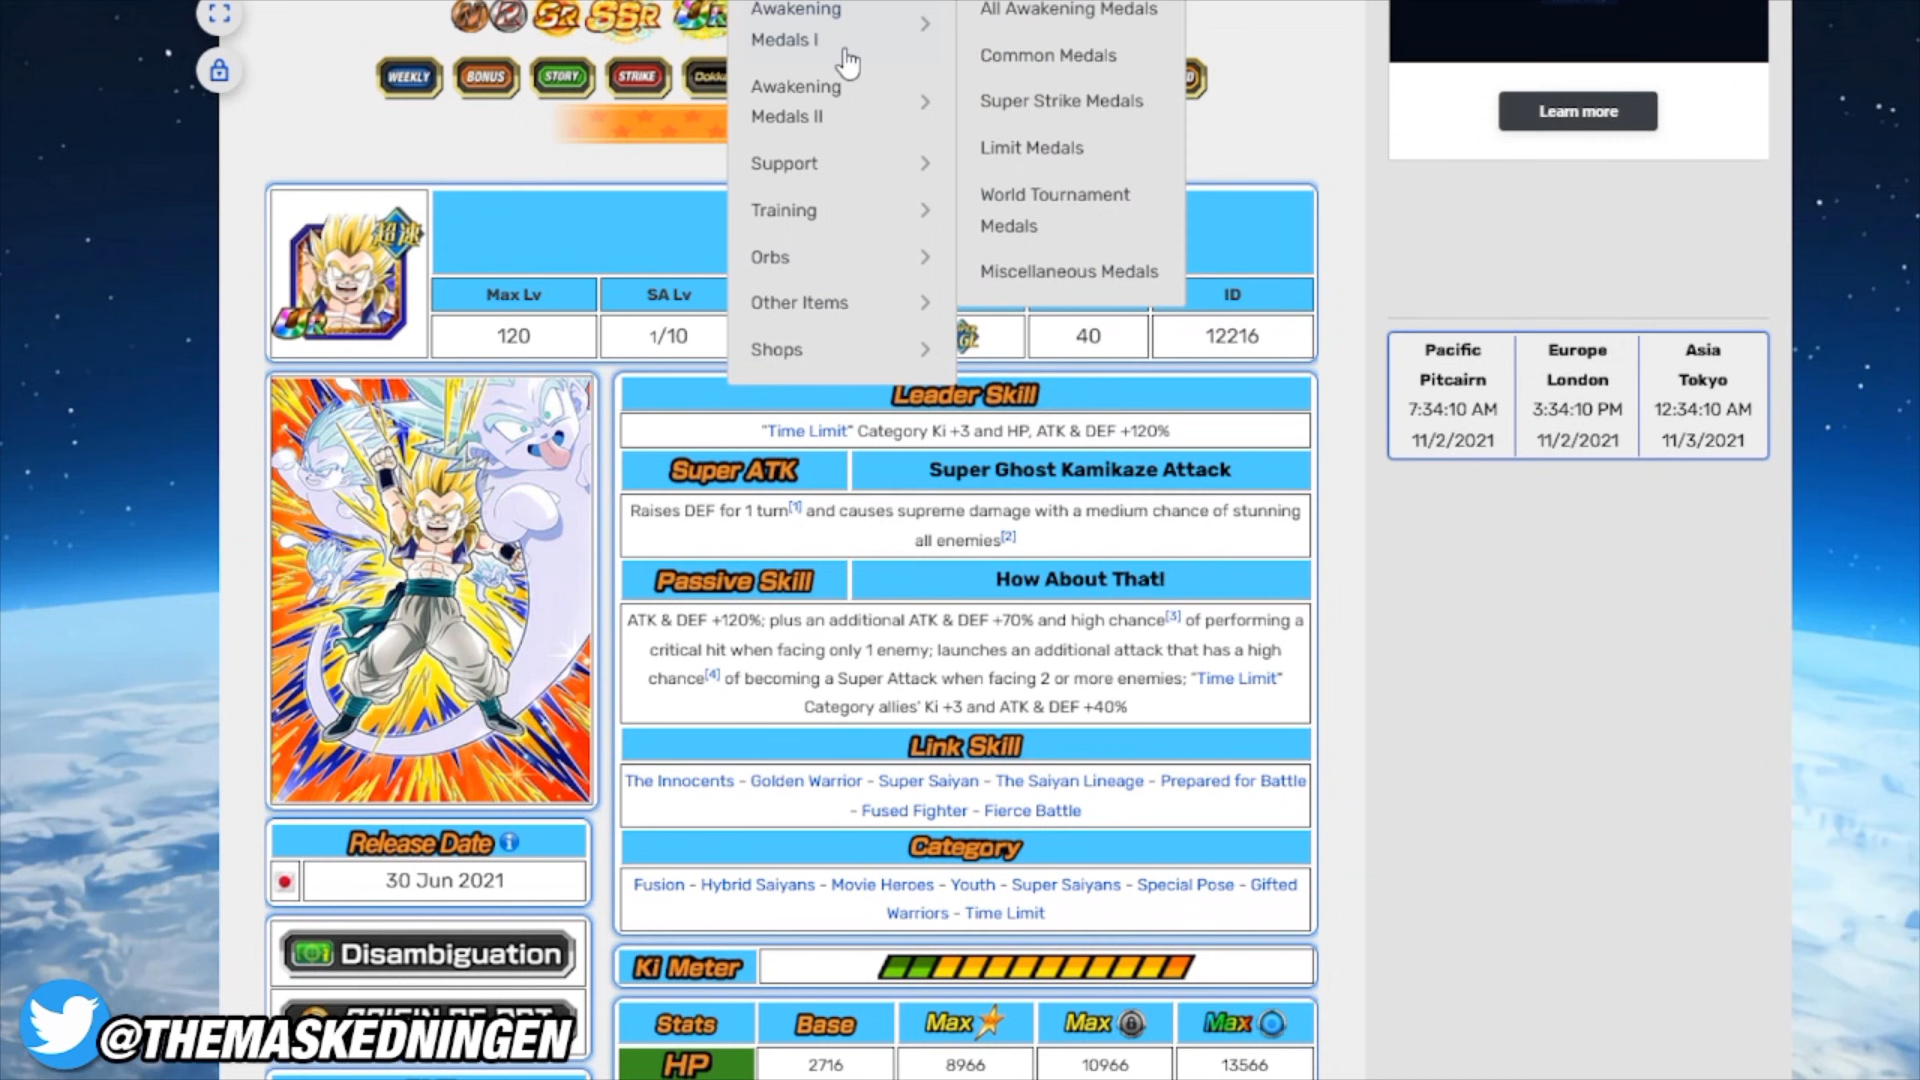 R SR SSR UR
WEEKLY BONUS STORY STRIKE Dokka
Awakening
Medals I
Awakening
Medals II
Support
Training
Orbs
Other Items
Shops
All Awakening Medals
Common Medals
Super Strike Medals
Limit Medals
World Tournament
Medals
Miscellaneous Medals
Learn more
超速
UR
Max Lv SA Lv ID
120 1/10 40 12216
Pacific Europe Asia
Pitcairn London Tokyo
7:34:10 AM 3:34:10 PM 12:34:10 AM
11/2/2021 11/2/2021 11/3/2021
Leader Skill
"Time Limit" Category Ki +3 and HP, ATK & DEF +120%
Super ATK Super Ghost Kamikaze Attack
Raises DEF for 1 turn[1] and causes supreme damage with a medium chance of stunning
all enemies[2]
Passive Skill How About That!
ATK & DEF +120%; plus an additional ATK & DEF +70% and high chance[3] of performing a
critical hit when facing only 1 enemy; launches an additional attack that has a high
chance[4] of becoming a Super Attack when facing 2 or more enemies; "Time Limit"
Category allies' Ki +3 and ATK & DEF +40%
Link Skill
The Innocents - Golden Warrior - Super Saiyan - The Saiyan Lineage - Prepared for Battle
- Fused Fighter - Fierce Battle
Category
Fusion - Hybrid Saiyans - Movie Heroes - Youth - Super Saiyans - Special Pose - Gifted
Warriors - Time Limit
Release Date
30 Jun 2021
Disambiguation
Ki Meter
Stats Base Max Max Max
HP 2716 8966 10966 13566
@THEMASKEDNINGEN